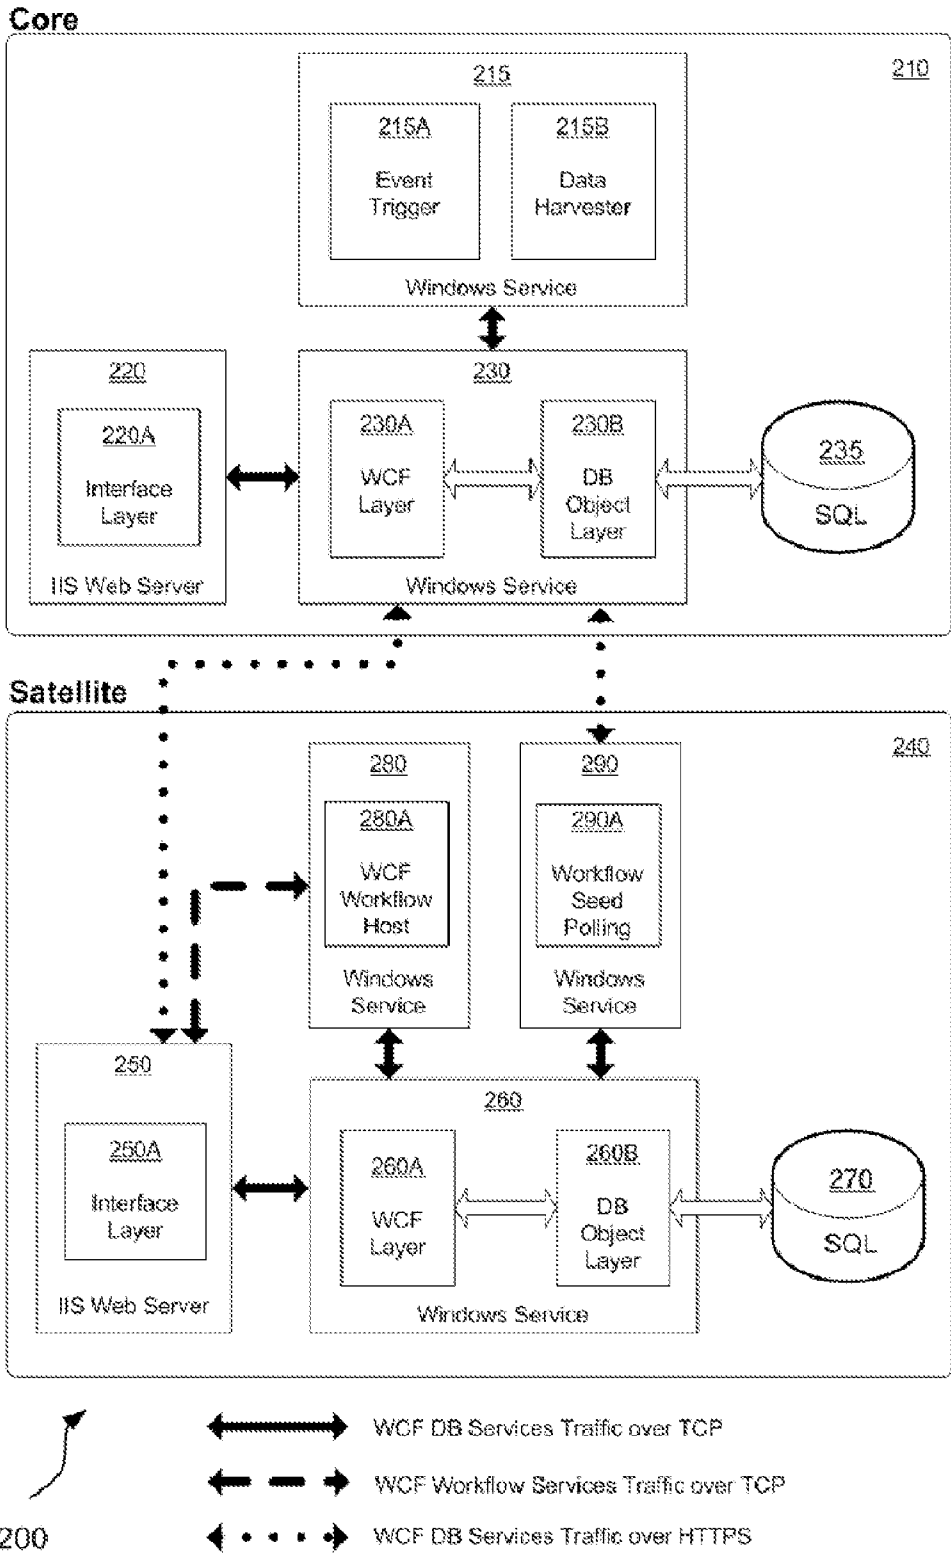 Core
210
215
215A
Event
Trigger
215B
Data
Harvester
Windows Service
220
220A
Interface
Layer
IIS Web Server
230
230A
WCF
Layer
230B
DB
Object
Layer
Windows Service
235
SQL
Satellite
240
280
280A
WCF
Workflow
Host
Windows
Service
290
290A
Workflow
Seed
Polling
Windows
Service
250
250A
Interface
Layer
IIS Web Server
260
260A
WCF
Layer
260B
DB
Object
Layer
Windows Service
270
SQL
200
WCF DB Services Traffic over TCP
WCF Workflow Services Traffic over TCP
WCF DB Services Traffic over HTTPS